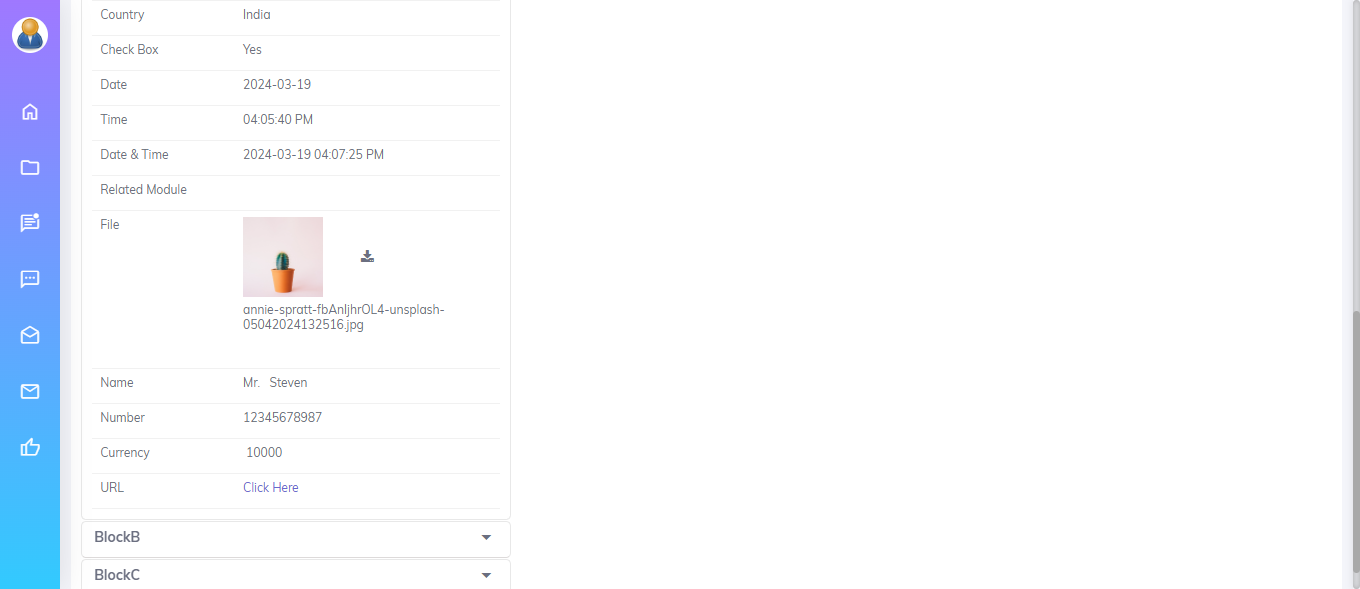 Country India
Check Box Yes
Date 2024-03-19
Time 04:05:40 PM
Date & Time 2024-03-19 04:07:25 PM
Related Module
File
annie-spratt-fbAnIjhrOL4-unsplash-
05042024132516.jpg
Name Mr. Steven
Number 12345678987
Currency 10000
URL Click Here
BlockB
BlockC